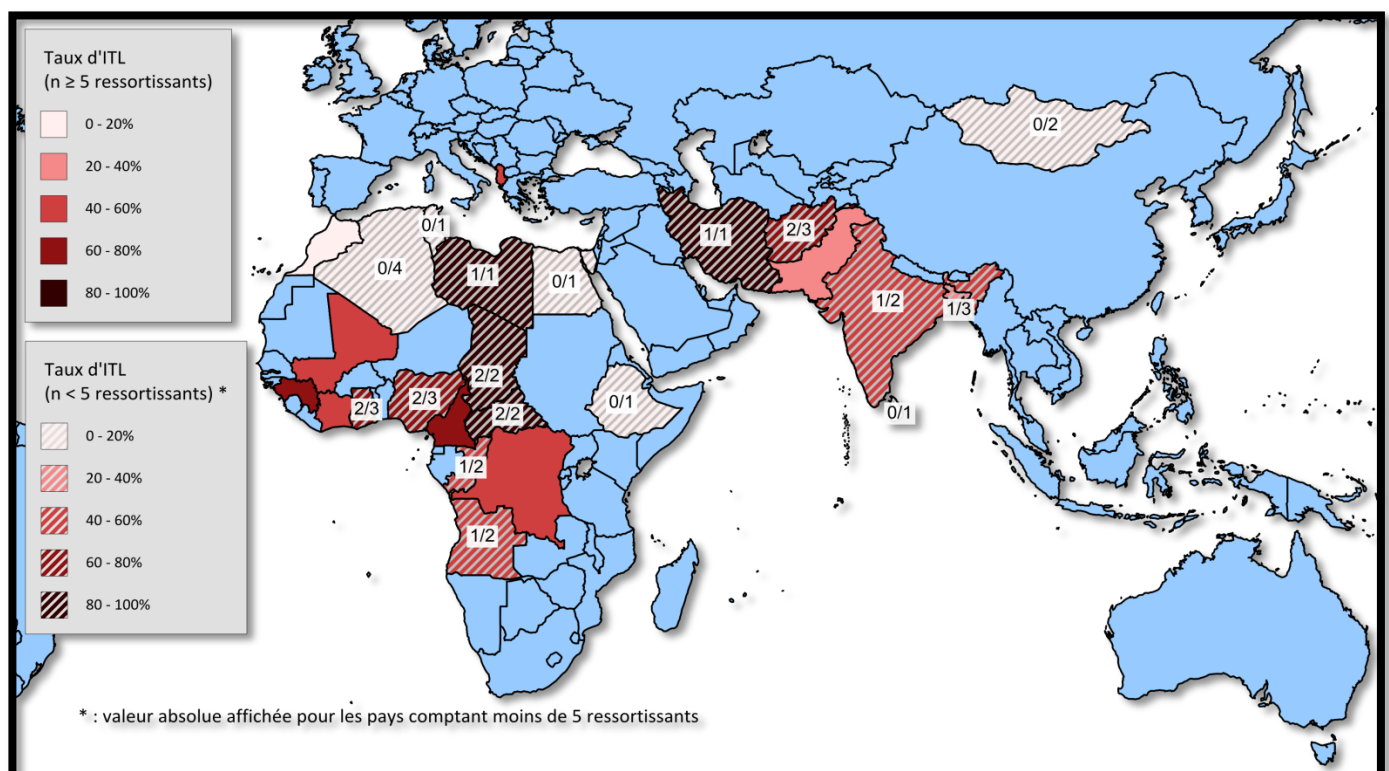 Taux d'ITL
(n ≥ 5 ressortissants)
0 - 20%
20 - 40%
40 - 60%
60 - 80%
80 - 100%
Taux d'ITL
(n < 5 ressortissants) *
0 - 20%
20 - 40%
40 - 60%
60 - 80%
80 - 100%
0/2
0/1
0/4
1/1
0/1
1/1
2/3
1/2
1/3
2/2
2/3
2/3
2/2
0/1
0/1
1/2
1/2
* : valeur absolue affichée pour les pays comptant moins de 5 ressortissants